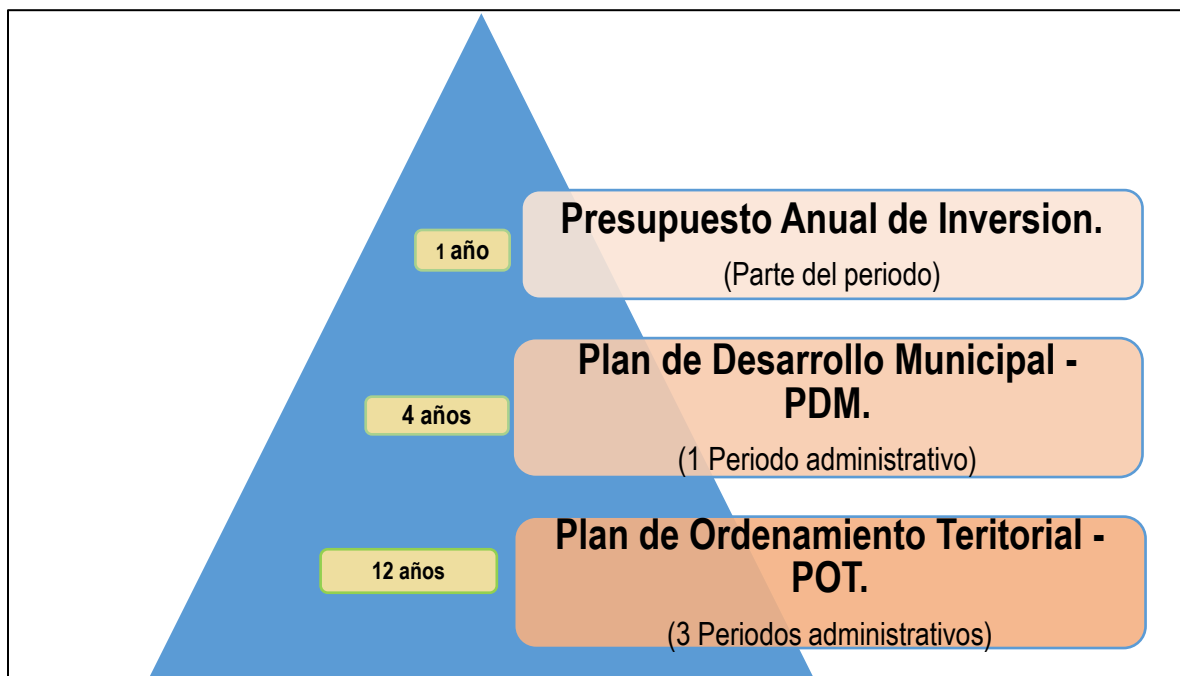 1 año
Presupuesto Anual de Inversion.
(Parte del periodo)
4 años
Plan de Desarrollo Municipal -
PDM.
(1 Periodo administrativo)
12 años
Plan de Ordenamiento Teritorial -
POT.
(3 Periodos administrativos)